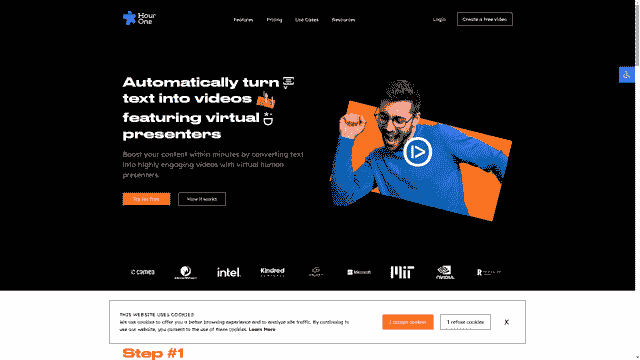 Hour
One
Features
Pricing
Use Cases
Resources
Login
Create a free video
Automatically turn
text into videos
featuring virtual
presenters
Boost your content within minutes by converting text
into highly engaging videos with virtual human
presenters.
Try for free
How it works
cameo
intel.
Kindred
Microsoft
MIT
NVIDIA
THIS WEBSITE USES COOKIES
We use cookies to offer you a better browsing experience and to analyze site traffic. By continuing to
use our website, you consent to the use of these cookies. Learn More
I accept cookies
I refuse cookies
X
Step #1